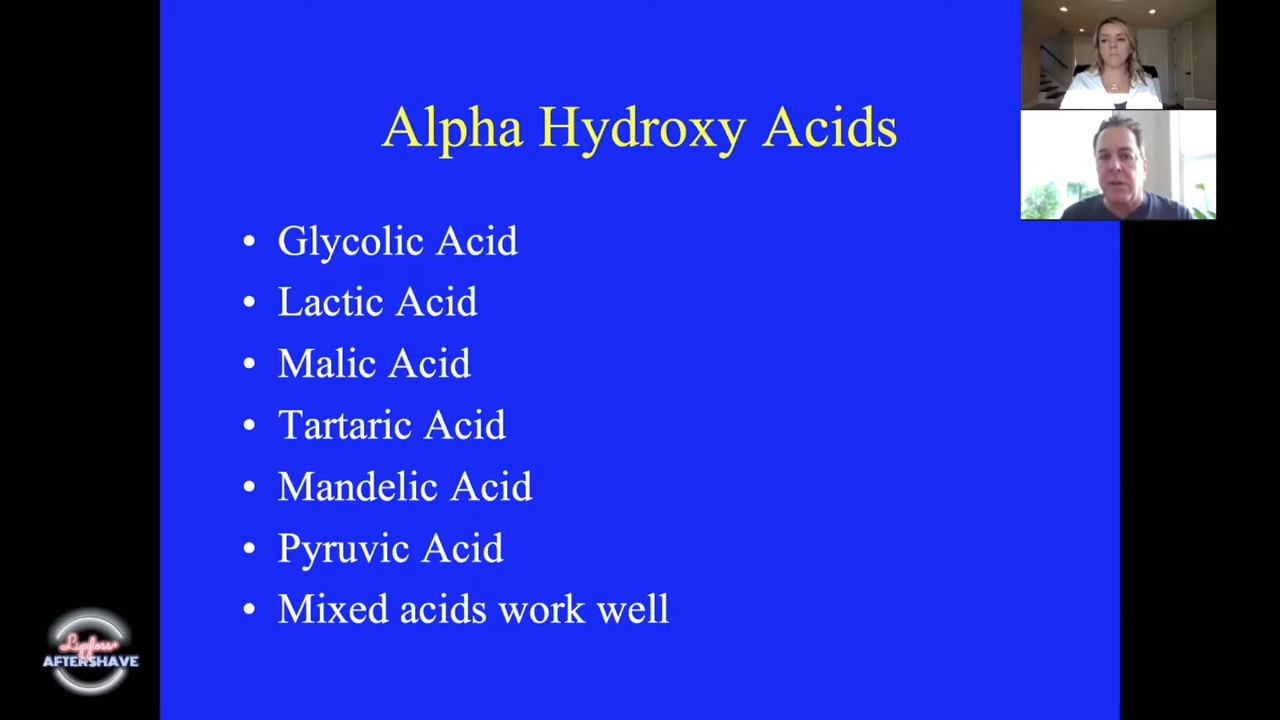 Alpha Hydroxy Acids
• Glycolic Acid
• Lactic Acid
• Malic Acid
• Tartaric Acid
• Mandelic Acid
• Pyruvic Acid
• Mixed acids work well
Lipgloss+
AFTERSHAVE